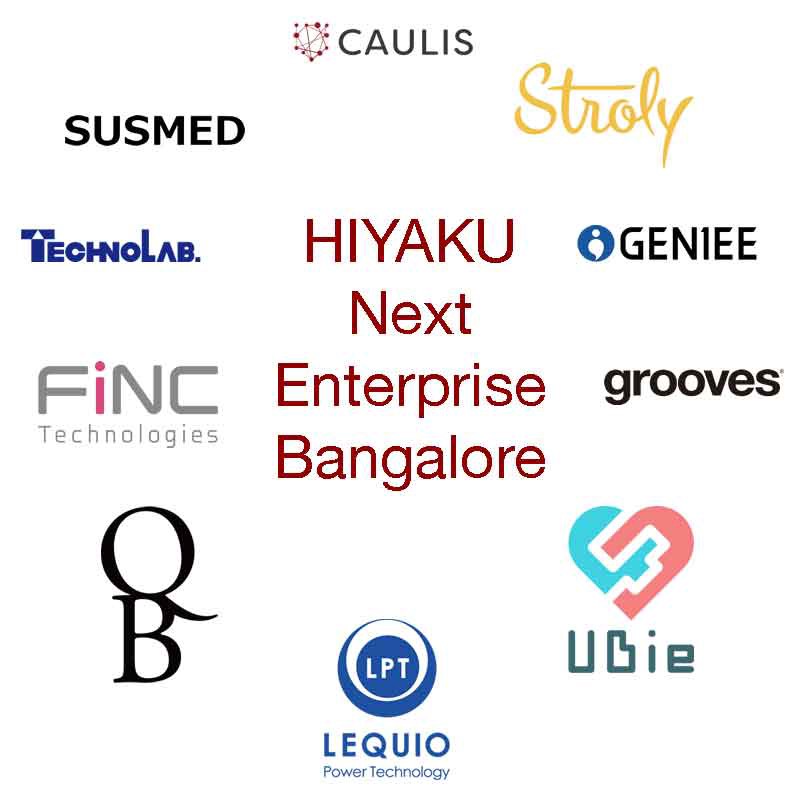 CAULIS
Stroly
SUSMED
TECHNOLAB.
HIYAKU
Next
Enterprise
Bangalore
GENIEE
FiNC
Technologies
grooves
QB
UBie
LPT
LEQUIO
Power Technology